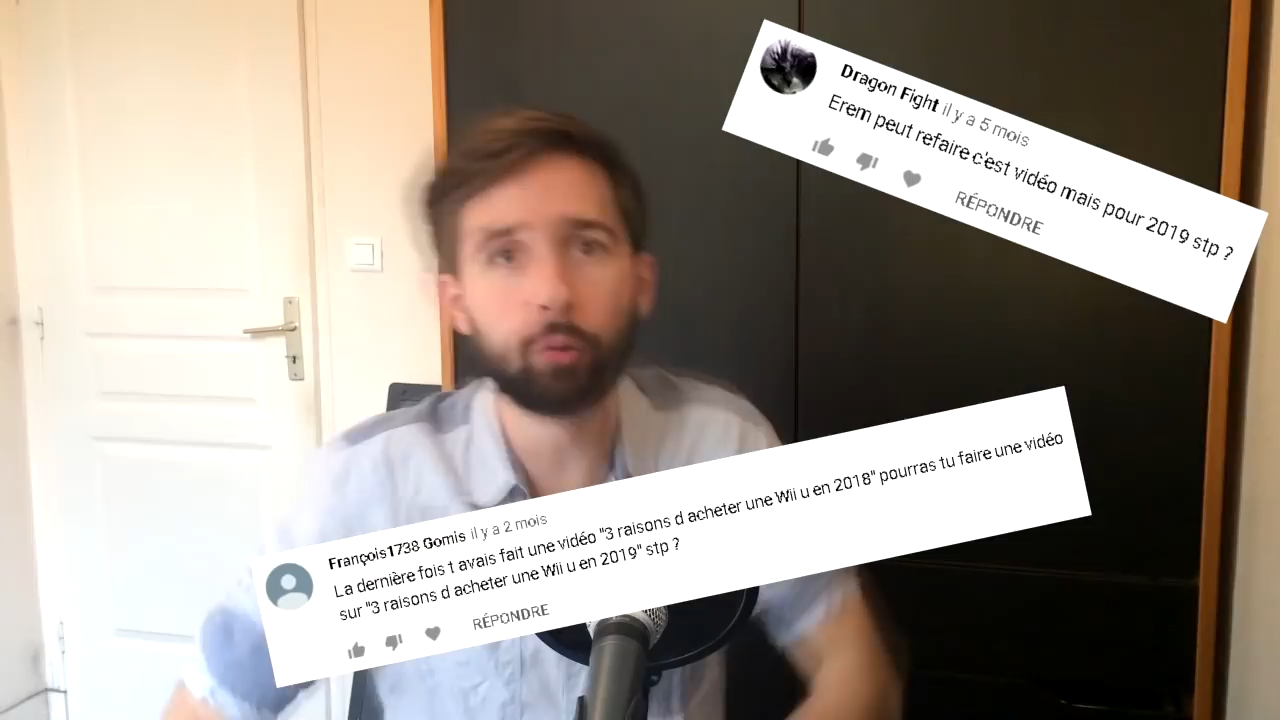 Dragon Fight il y a 5 mois
Erem peut refaire c'est vidéo mais pour 2019 stp ?
RÉPONDRE
François1738 Gomis il y a 2 mois
La dernière fois t avais fait une vidéo "3 raisons d acheter une Wii u en 2018" pourras tu faire une vidéo
sur "3 raisons d acheter une Wii u en 2019" stp ?
RÉPONDRE